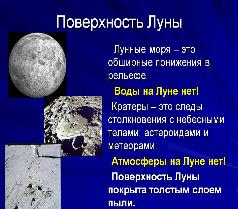 Поверхность Луны
Лунные моря – это
обширные понижения в
рельефе.
Воды на Луне нет!
Кратеры – это следы
столкновения с небесными
телами: астероидами и
метеорами.
Атмосферы на Луне нет!
Поверхность Луны
покрыта толстым слоем
пыли.